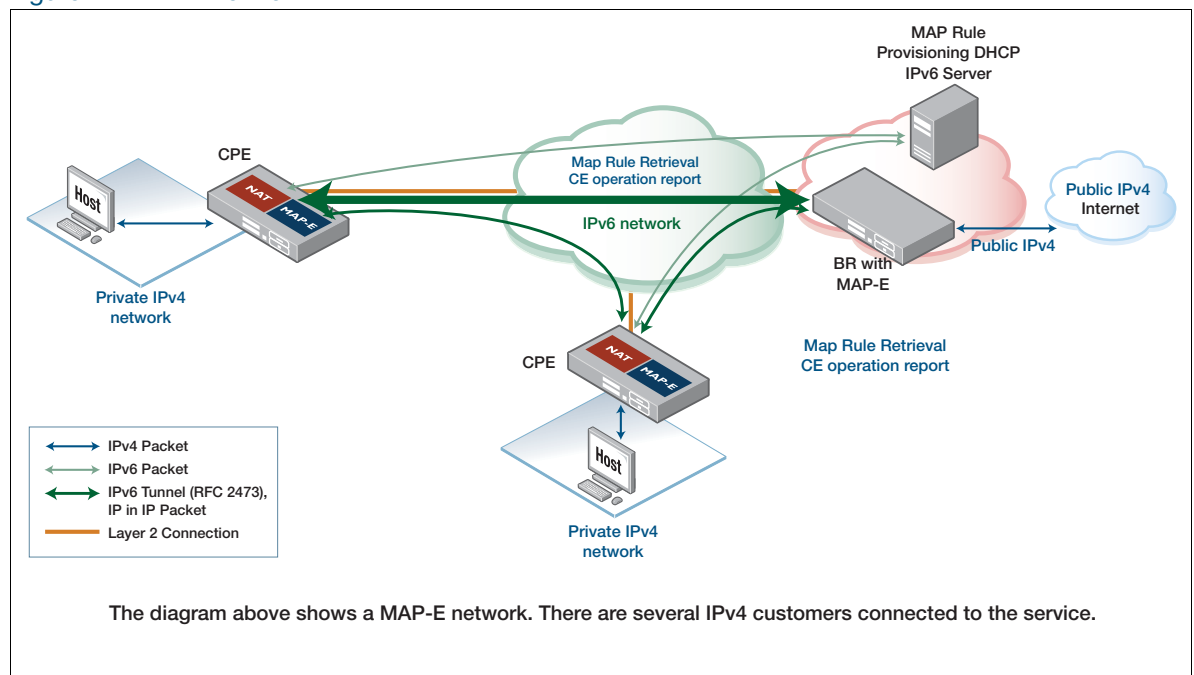 MAP Rule
Provisioning DHCP
IPv6 Server
CPE
Host
NAT
MAP-E
Map Rule Retrieval
CE operation report
IPv6 network
Public IPv4
Internet
Public IPv4
BR with
MAP-E
Private IPv4
network
CPE
NAT
MAP-E
Map Rule Retrieval
CE operation report
Host
Private IPv4
network
IPv4 Packet
IPv6 Packet
IPv6 Tunnel (RFC 2473),
IP in IP Packet
Layer 2 Connection
The diagram above shows a MAP-E network. There are several IPv4 customers connected to the service.